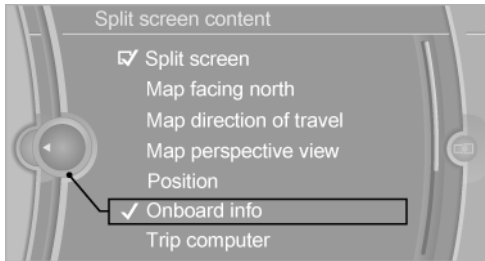 Split screen content
Split screen
Map facing north
Map direction of travel
Map perspective view
Position
Onboard info
Trip computer